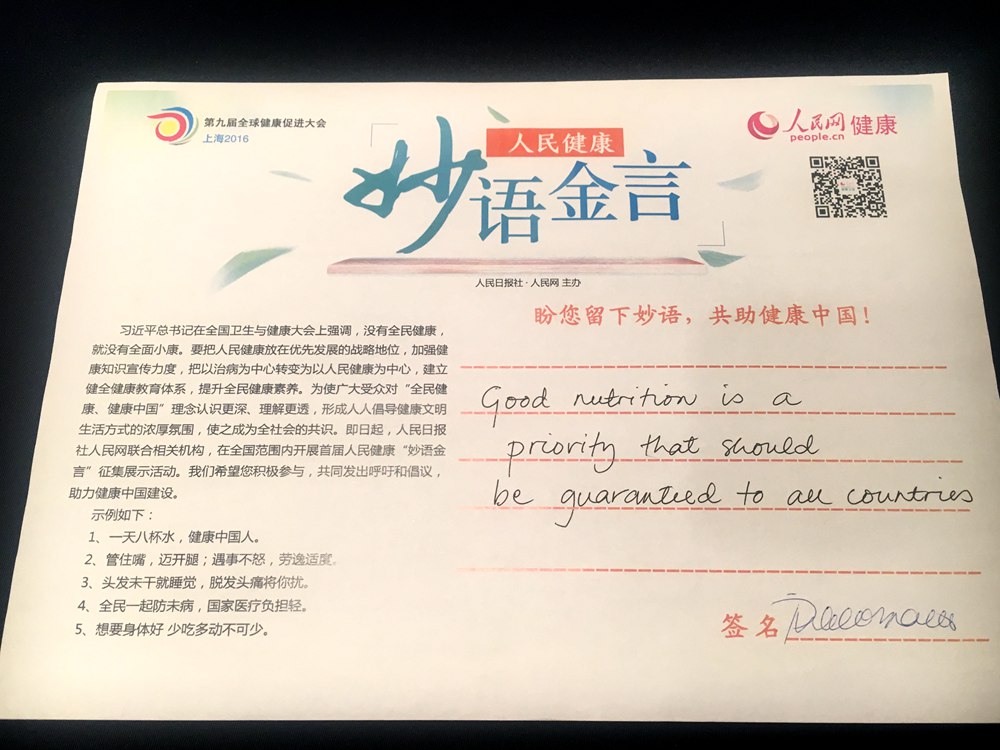 第九届全球健康促进大会
上海2016
人民健康
妙语金言
人民网 健康
people.cn
人民日报社·人民网 主办
盼您留下妙语，共助健康中国！
习近平总书记在全国卫生与健康大会上强调，没有全民健康，
就没有全面小康。要把人民健康放在优先发展的战略地位，加强健
康知识宣传力度，把以治病为中心转变为以人民健康为中心，建立
健全健康教育体系，提升全民健康素养。为使广大受众对“全民健
康、健康中国”理念认识更深、理解更透，形成人人倡导健康文明
生活方式的浓厚氛围，使之成为全社会的共识。即日起，人民日报
社人民网联合相关机构，在全国范围内开展首届人民健康“妙语金
言”征集展示活动。我们希望您积极参与，共同发出呼吁和倡议，
助力健康中国建设。
示例如下：
1、一天八杯水，健康中国人。
2、管住嘴，迈开腿；遇事不怒，劳逸适度。
3、头发未干就睡觉，脱发头痛将你扰。
4、全民一起防未病，国家医疗负担轻。
5、想要身体好 少吃多动不可少。
Good nutrition is a
priority that should
be guaranteed to all countries
签名